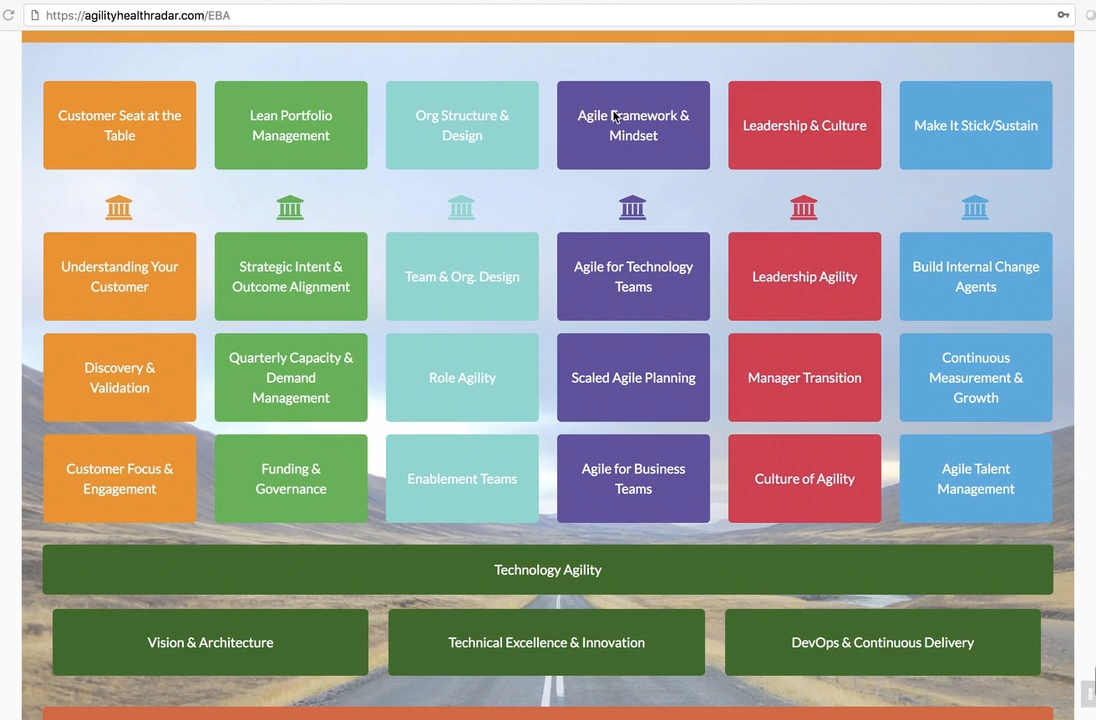 https://agilityhealthradar.com/EBA
Customer Seat at the
Table
Lean Portfolio
Management
Org Structure &
Design
Agile Framework &
Mindset
Leadership & Culture
Make It Stick/Sustain
Understanding Your
Customer
Strategic Intent &
Outcome Alignment
Team & Org. Design
Agile for Technology
Teams
Leadership Agility
Build Internal Change
Agents
Discovery &
Validation
Quarterly Capacity &
Demand
Management
Role Agility
Scaled Agile Planning
Manager Transition
Continuous
Measurement &
Growth
Customer Focus &
Engagement
Funding &
Governance
Enablement Teams
Agile for Business
Teams
Culture of Agility
Agile Talent
Management
Technology Agility
Vision & Architecture
Technical Excellence & Innovation
DevOps & Continuous Delivery